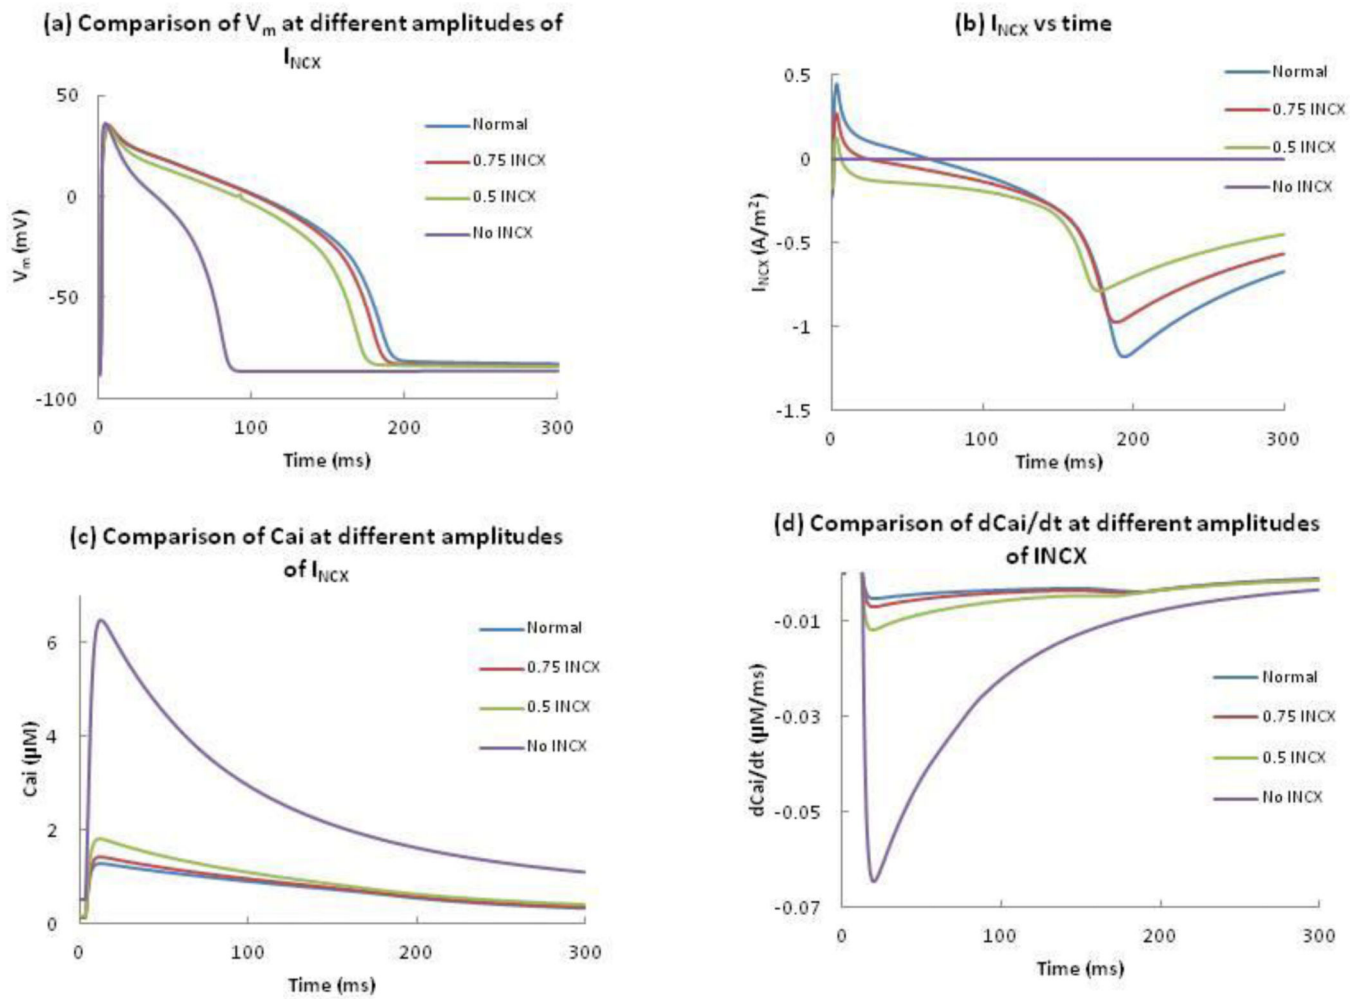 (a) Comparison of Vm at different amplitudes of
INCX
50
0
-50
-100
Vm (mV)
0
100
200
300
Time (ms)
Normal
0.75 INCX
0.5 INCX
No INCX
(b) INCX vs time
0.5
0
-0.5
-1
-1.5
INCX (A/m²)
0
100
200
300
Time (ms)
Normal
0.75 INCX
0.5 INCX
No INCX
(c) Comparison of Cai at different amplitudes
of INCX
6
4
2
0
Cai (µM)
0
100
200
300
Time (ms)
Normal
0.75 INCX
0.5 INCX
No INCX
(d) Comparison of dCai/dt at different amplitudes
of INCX
-0.01
-0.03
-0.05
-0.07
dCai/dt (µM/ms)
0
100
200
300
Time (ms)
Normal
0.75 INCX
0.5 INCX
No INCX